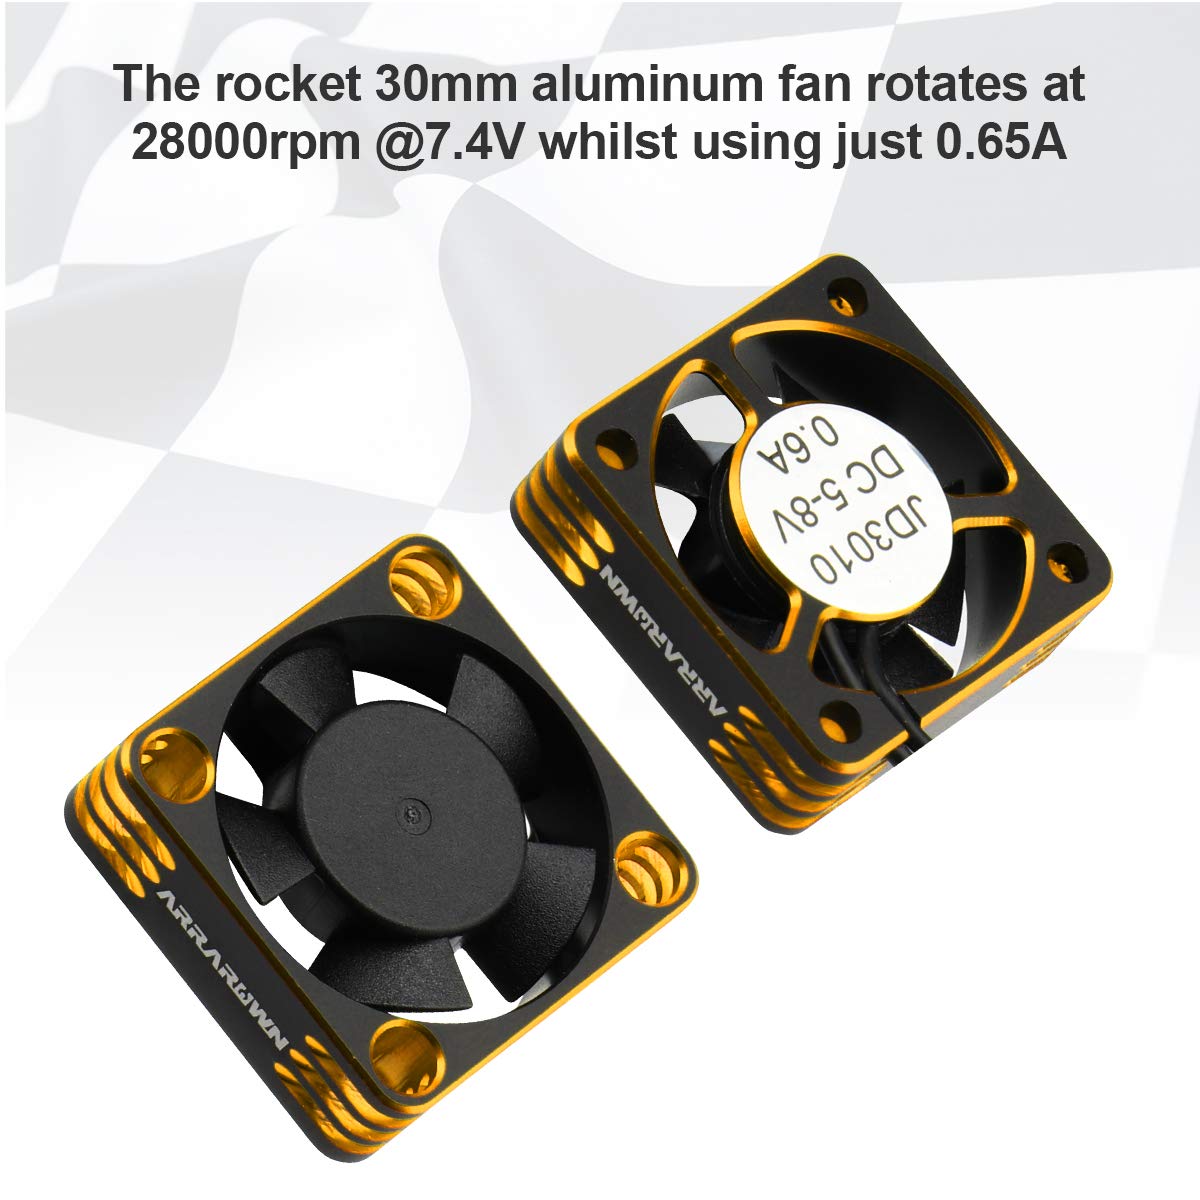 The rocket 30mm aluminum fan rotates at
28000rpm @7.4V whilst using just 0.65A
JD3010
DC 5-8V
0.6A
ARRAROWN
ARRAROWN